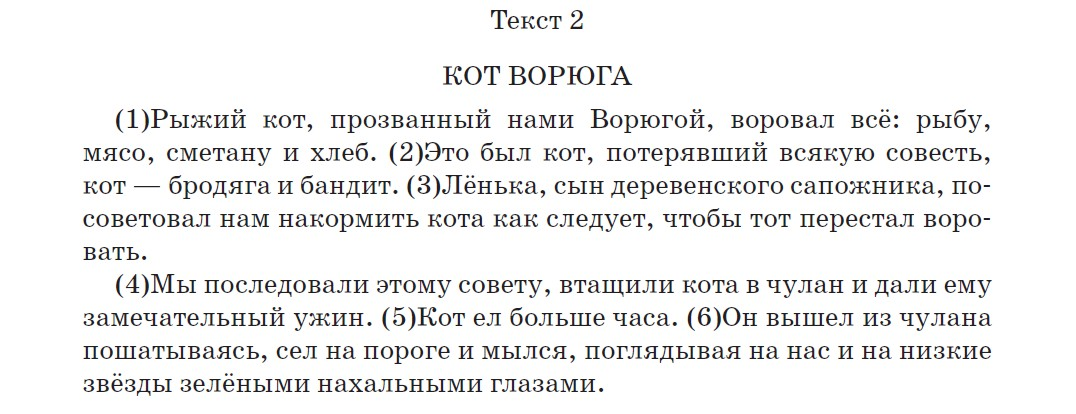 Текст 2
КОТ ВОРЮГА
(1)Рыжий кот, прозванный нами Ворюгой, воровал всё: рыбу,
мясо, сметану и хлеб. (2)Это был кот, потерявший всякую совесть,
кот — бродяга и бандит. (3)Лёнька, сын деревенского сапожника, по-
советовал нам накормить кота как следует, чтобы тот перестал воро-
вать.
(4)Мы последовали этому совету, втащили кота в чулан и дали ему
замечательный ужин. (5)Кот ел больше часа. (6)Он вышел из чулана
пошатываясь, сел на пороге и мылся, поглядывая на нас и на низкие
звёзды зелёными нахальными глазами.